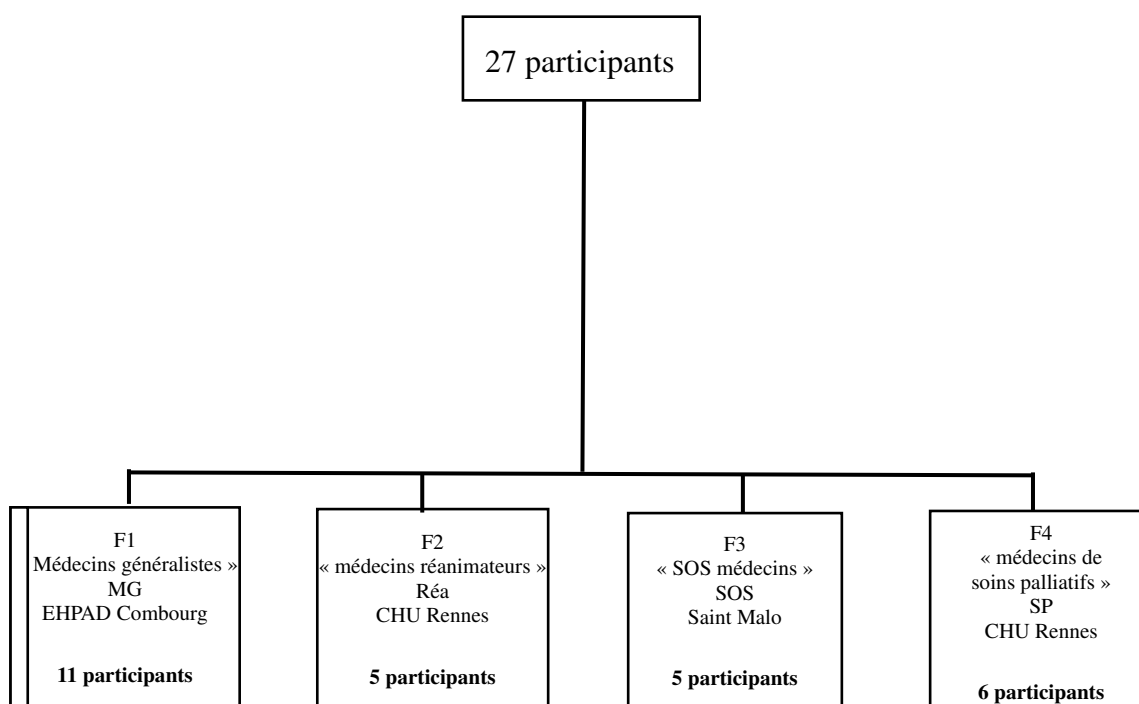 27 participants
F1
Médecins généralistes »
MG
EHPAD Combourg
11 participants
F2
« médecins réanimateurs »
Réa
CHU Rennes
5 participants
F3
« SOS médecins »
SOS
Saint Malo
5 participants
F4
« médecins de
soins palliatifs »
SP
CHU Rennes
6 participants